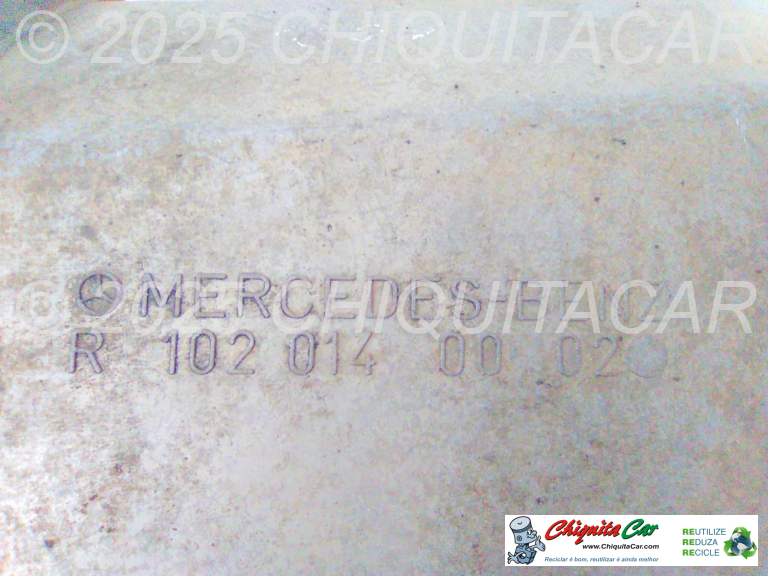 © 2025 CHIQUITACAR
MERCEDES-BENZ
© 2025 CHIQUITACAR
R 102 014 00 02
Chiquita Car
www.ChiquitaCar.com
Reciclar é bom, reutilizar é ainda melhor
REUTILIZE
REDUZA
RECICLE